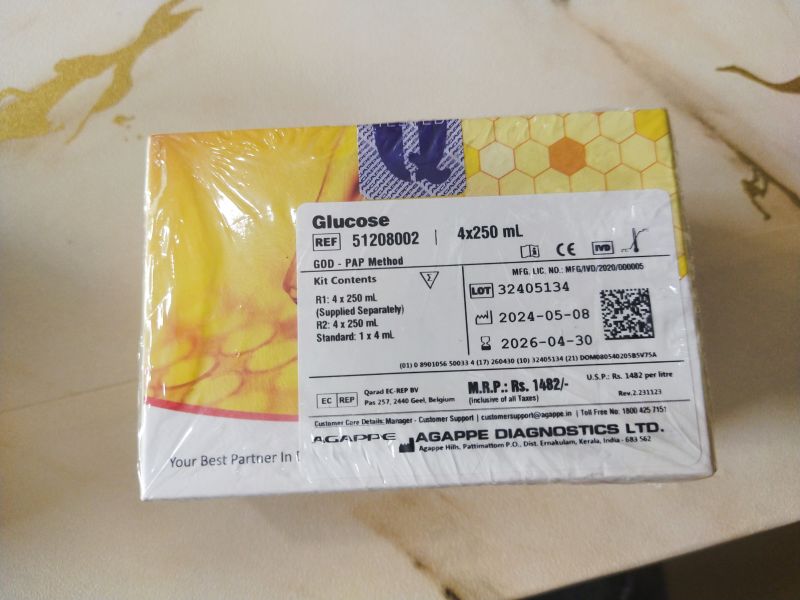 TESTED
Glucose
REF 51208002 | 4x250 mL
CE IVD
GOD - PAP Method
MFG. LIC. NO.: MFG/IVD/2020/000005
Kit Contents Σ
R1: 4 x 250 mL
(Supplied Separately)
R2: 4 x 250 mL
Standard: 1 x 4 mL
LOT 32405134
2024-05-08
2026-04-30
(01) 0 8901056 50033 4 (17) 260430 (10) 32405134 (21) DOM080540205B5V75A
EC REP
Qarad EC-REP BV
Pas 257, 2440 Geel, Belgium
M.R.P.: Rs. 1482/-
(inclusive of all Taxes)
U.S.P.: Rs. 1482 per litre
Rev.2.231123
Customer Care Details: Manager - Customer Support | customersupport@agappe.in | Toll Free No. 1800 425 7151
AGAPPE AGAPPE DIAGNOSTICS LTD.
Agappe Hills, Pattimattom P.O., Dist. Ernakulam, Kerala, India - 683 562
Your Best Partner In